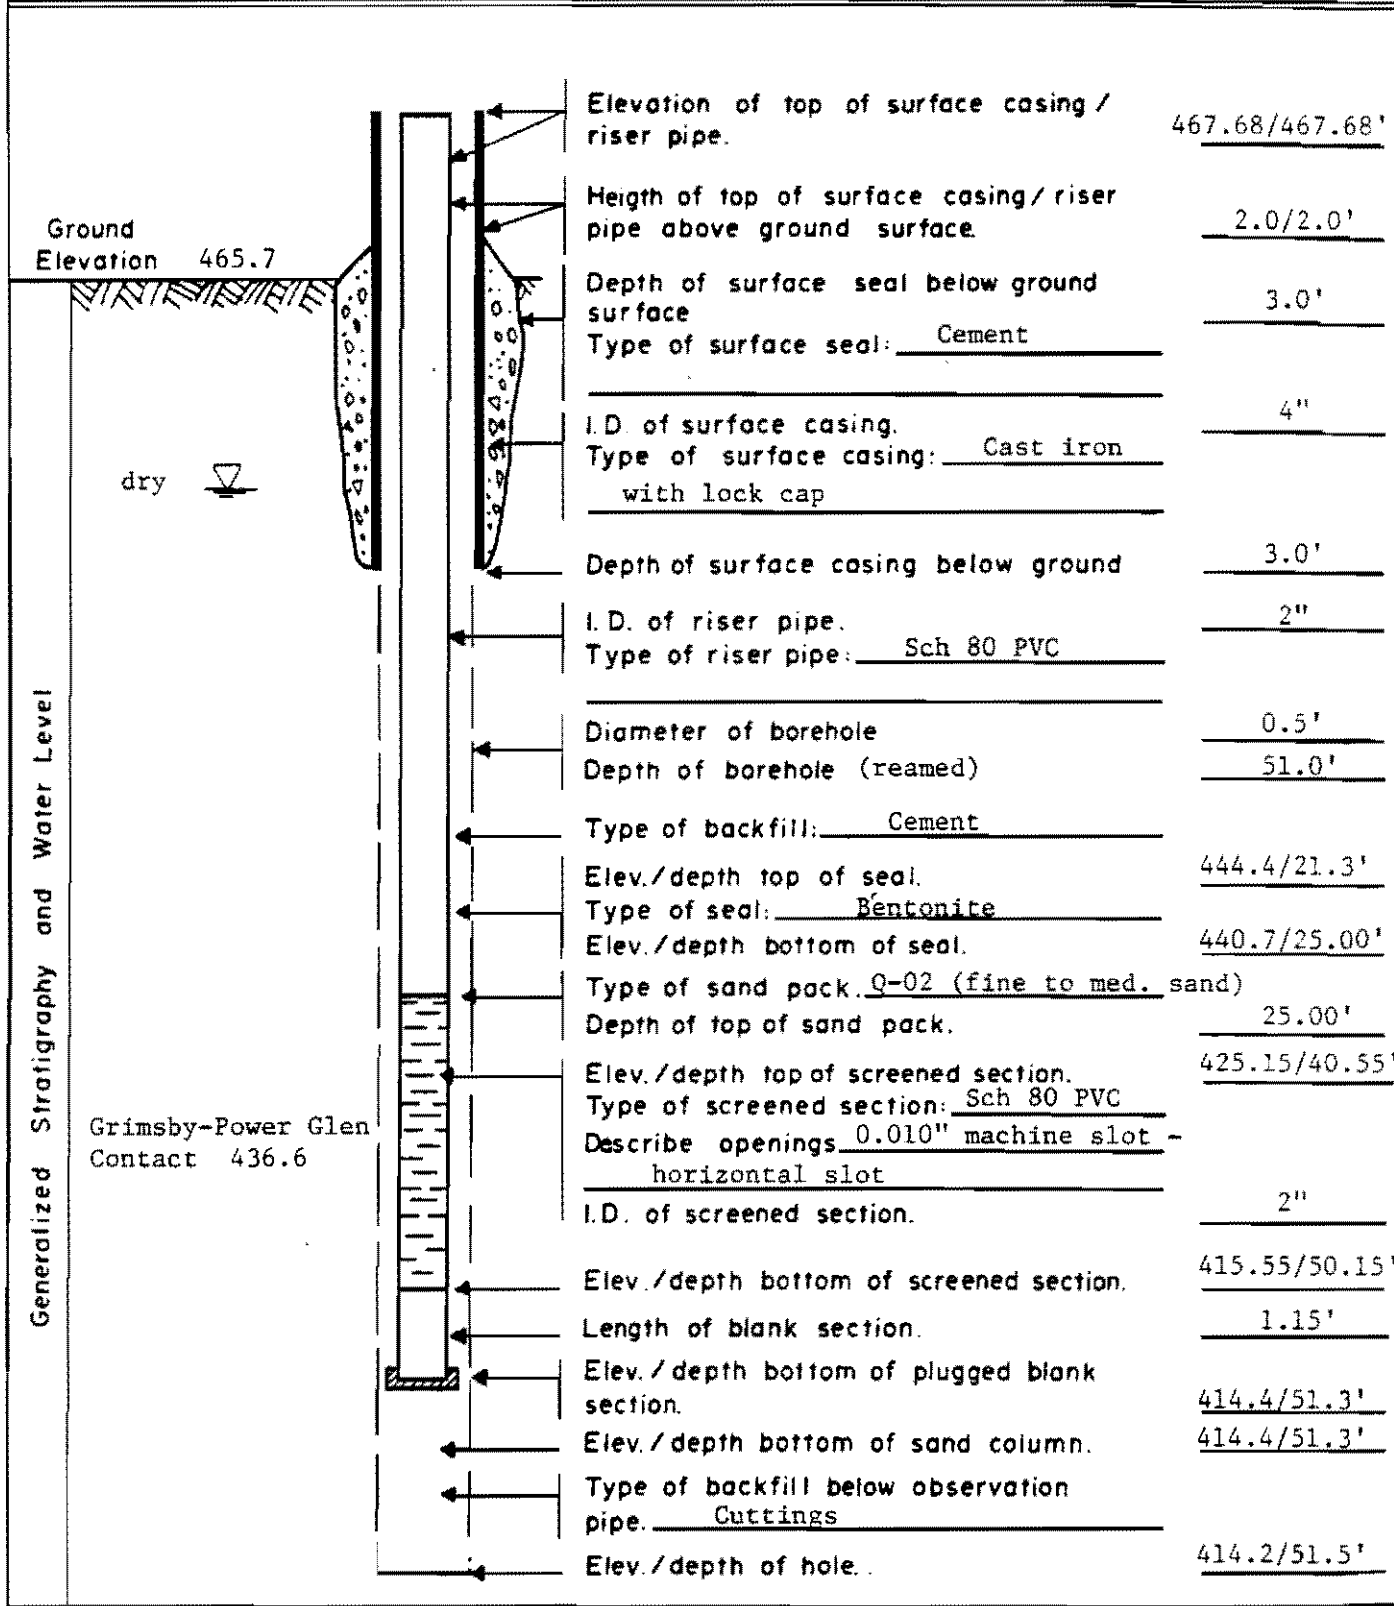 Elevation of top of surface casing /
riser pipe. 467.68/467.68'
Heigth of top of surface casing/riser
pipe above ground surface. 2.0/2.0'
Ground
Elevation 465.7
Depth of surface seal below ground
surface 3.0'
Type of surface seal: Cement
I.D. of surface casing. 4"
Type of surface casing: Cast iron
with lock cap
dry
Depth of surface casing below ground 3.0'
I.D. of riser pipe. 2"
Type of riser pipe: Sch 80 PVC
Diameter of borehole 0.5'
Depth of borehole (reamed) 51.0'
Type of backfill: Cement
Elev./depth top of seal. 444.4/21.3'
Type of seal: Bentonite
Elev./depth bottom of seal. 440.7/25.00'
Type of sand pack. Q-02 (fine to med. sand)
Depth of top of sand pack. 25.00'
Elev./depth top of screened section. 425.15/40.55'
Type of screened section: Sch 80 PVC
Describe openings 0.010" machine slot -
horizontal slot
I.D. of screened section. 2"
Grimsby-Power Glen
Contact 436.6
Generalized Stratigraphy and Water Level
Elev./depth bottom of screened section. 415.55/50.15'
Length of blank section. 1.15'
Elev./depth bottom of plugged blank
section. 414.4/51.3'
Elev./depth bottom of sand column. 414.4/51.3'
Type of backfill below observation
pipe. Cuttings
Elev./depth of hole. 414.2/51.5'